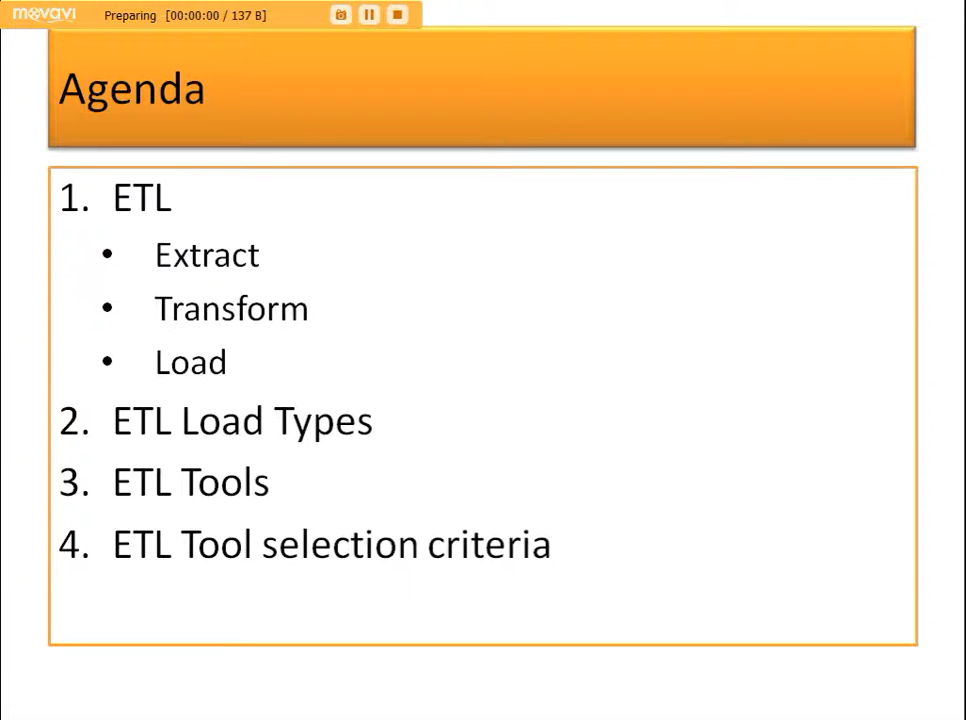 movavi Preparing [00:00:00 / 137 B]
Agenda
1. ETL
• Extract
• Transform
• Load
2. ETL Load Types
3. ETL Tools
4. ETL Tool selection criteria